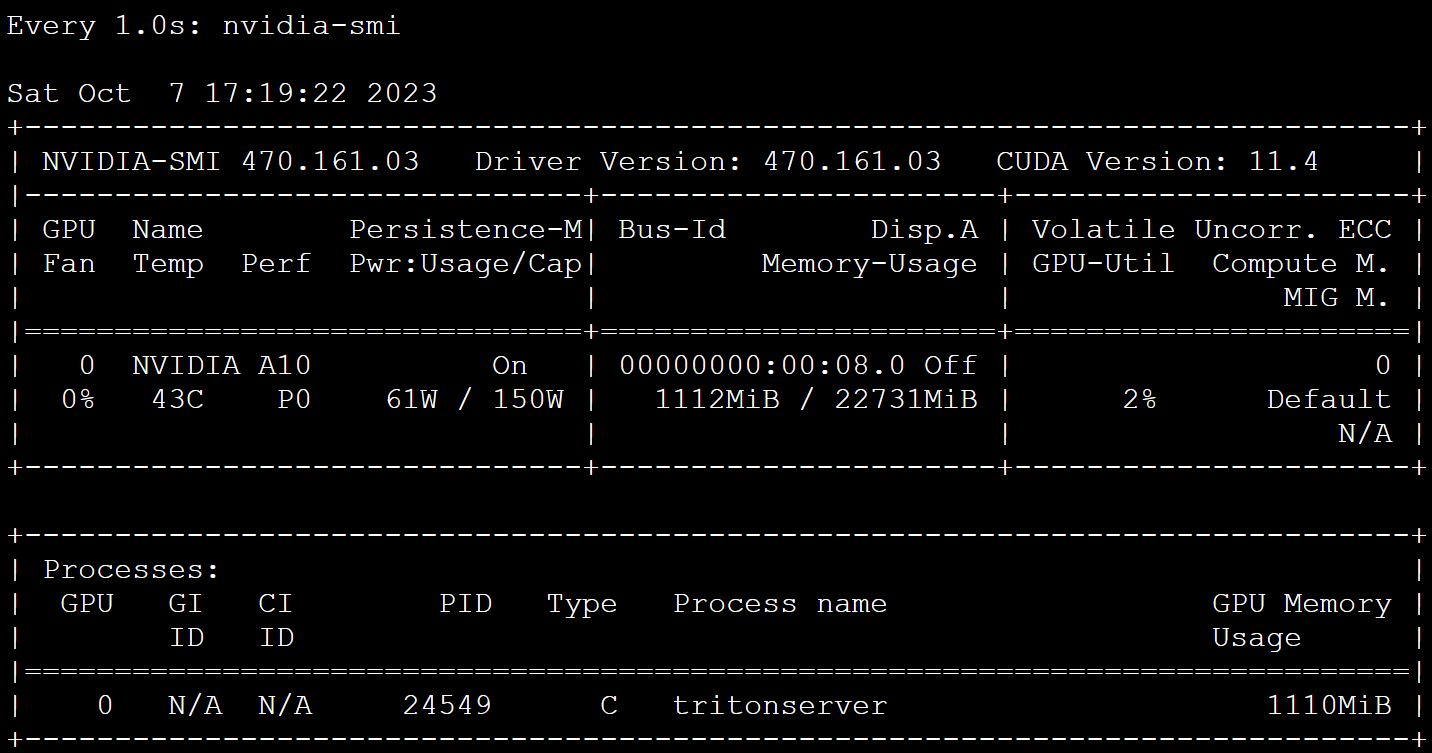 Every 1.0s: nvidia-smi
Sat Oct  7 17:19:22 2023
+-----------------------------------------------------------------------------+
| NVIDIA-SMI 470.161.03   Driver Version: 470.161.03   CUDA Version: 11.4     |
|-------------------------------+----------------------+----------------------+
| GPU  Name        Persistence-M| Bus-Id        Disp.A | Volatile Uncorr. ECC |
| Fan  Temp  Perf  Pwr:Usage/Cap|         Memory-Usage | GPU-Util  Compute M. |
|                               |                      |               MIG M. |
|===============================+======================+======================|
|   0  NVIDIA A10          On   | 00000000:00:08.0 Off |                    0 |
|  0%   43C    P0    61W / 150W |   1112MiB / 22731MiB |      2%      Default |
|                               |                      |                  N/A |
+-------------------------------+----------------------+----------------------+
+-----------------------------------------------------------------------------+
| Processes:                                                                  |
|  GPU   GI   CI        PID   Type   Process name                  GPU Memory |
|        ID   ID                                                   Usage      |
|=============================================================================|
|    0   N/A  N/A     24549      C   tritonserver                     1110MiB |
+-----------------------------------------------------------------------------+